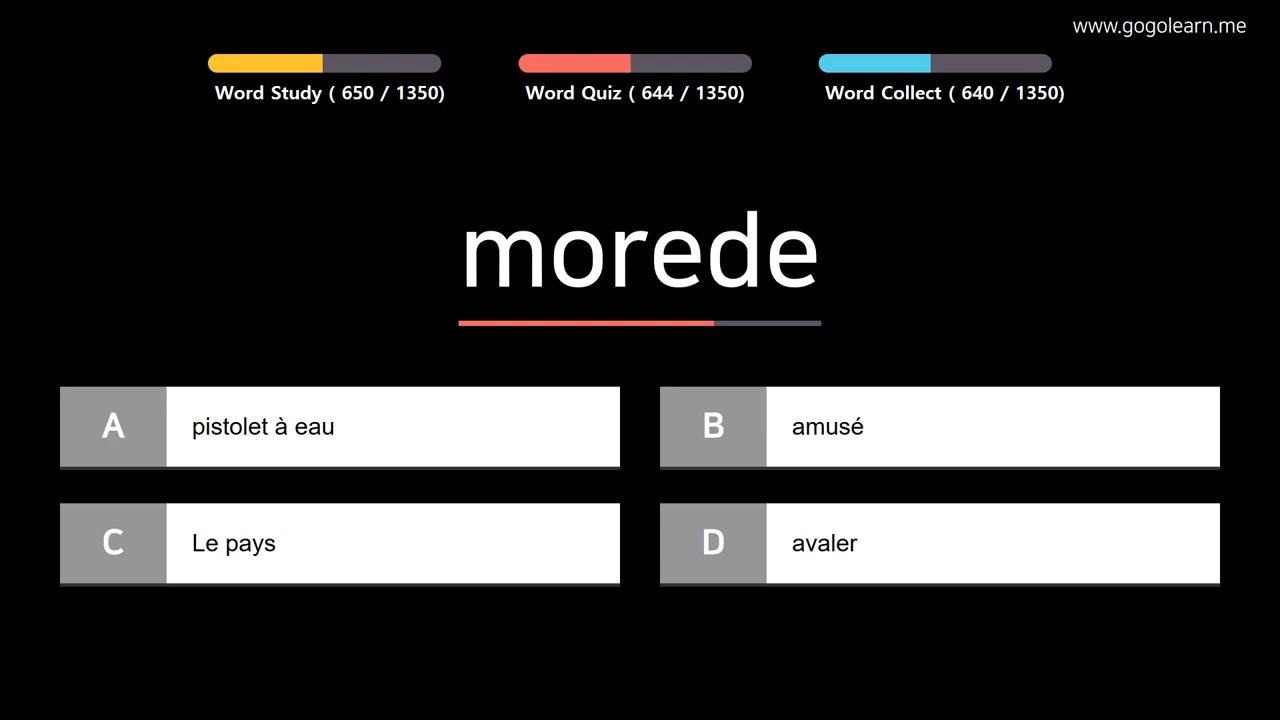 www.gogolearn.me
Word Study ( 650 / 1350)
Word Quiz ( 644 / 1350)
Word Collect ( 640 / 1350)
morede
A pistolet à eau
B amusé
C Le pays
D avaler